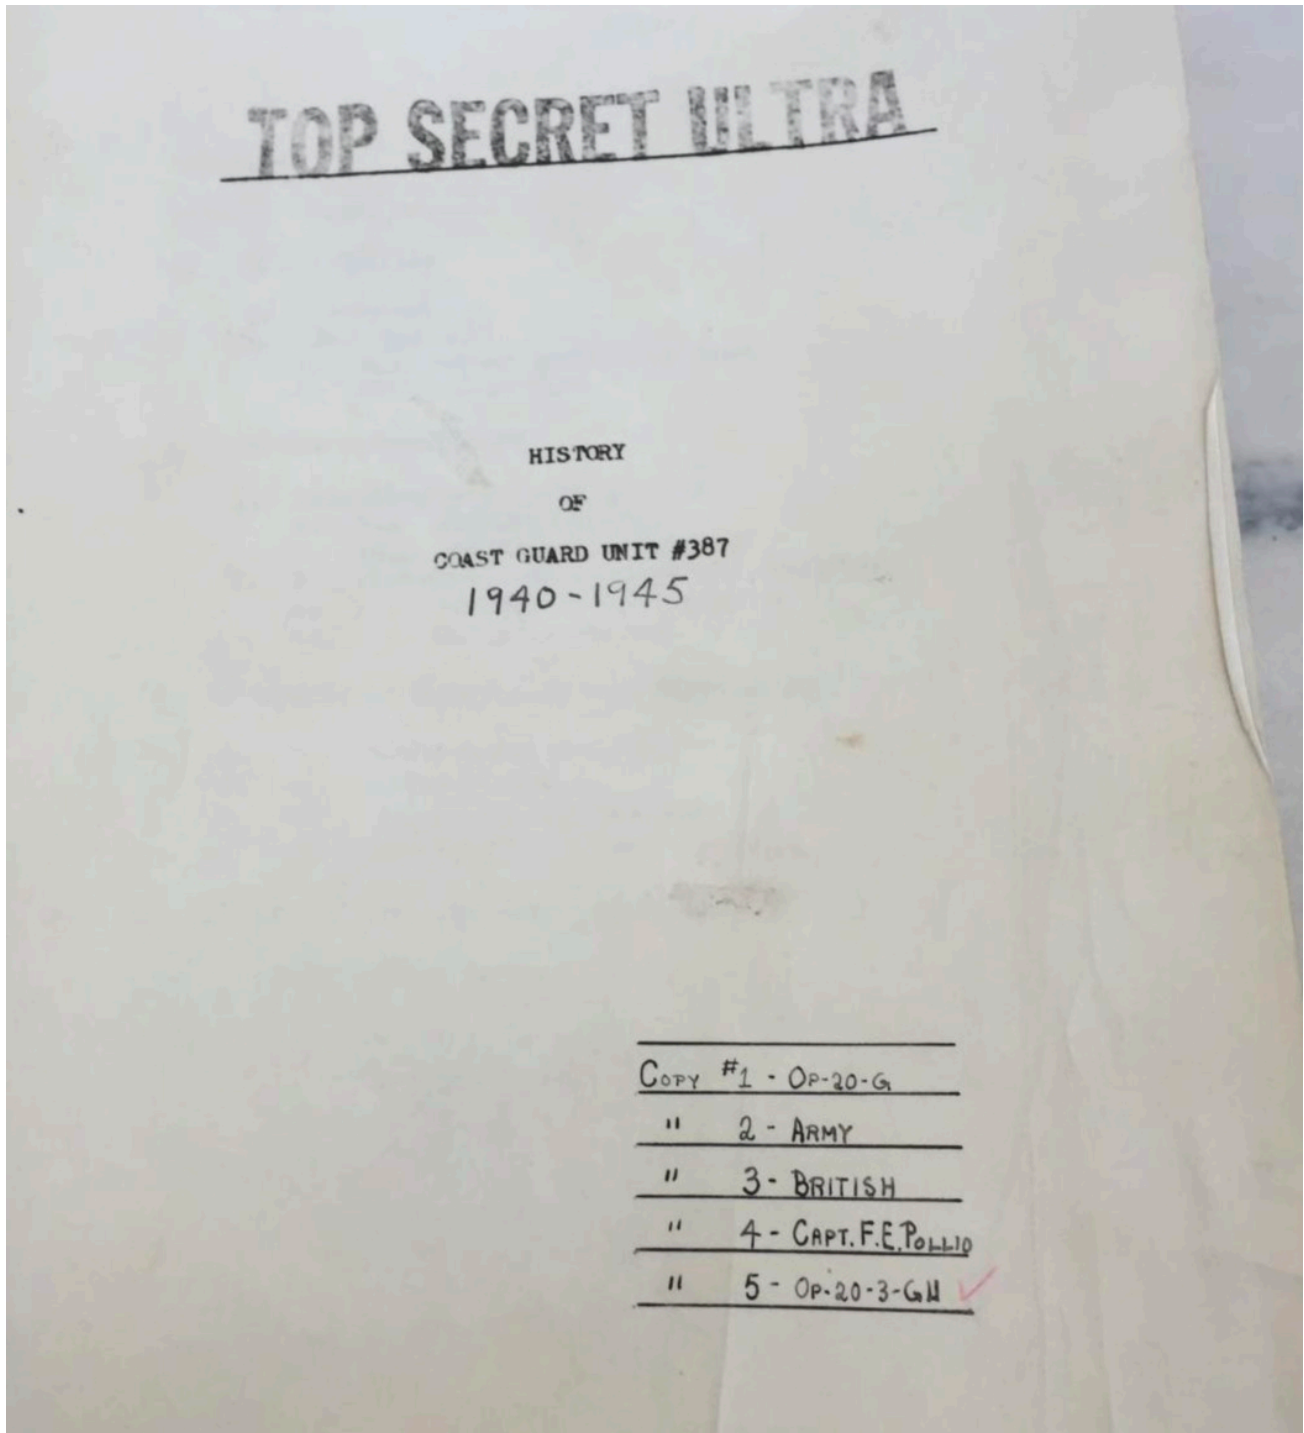 TOP SECRET ULTRA
HISTORY
OF
COAST GUARD UNIT #387
1940-1945
COPY #1 - OP-20-G
" 2 - ARMY
" 3 - BRITISH
" 4 - CAPT. F.E. POLLIO
" 5 - OP-20-3-GU